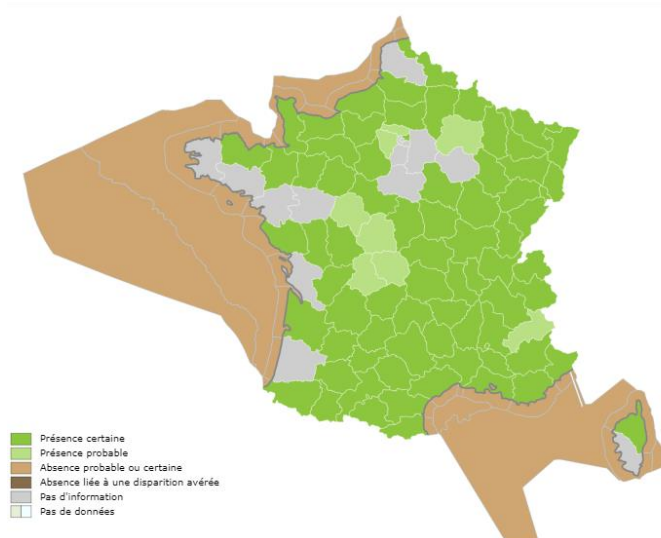 Présence certaine
Présence probable
Absence probable ou certaine
Absence liée à une disparition avérée
Pas d'information
Pas de données